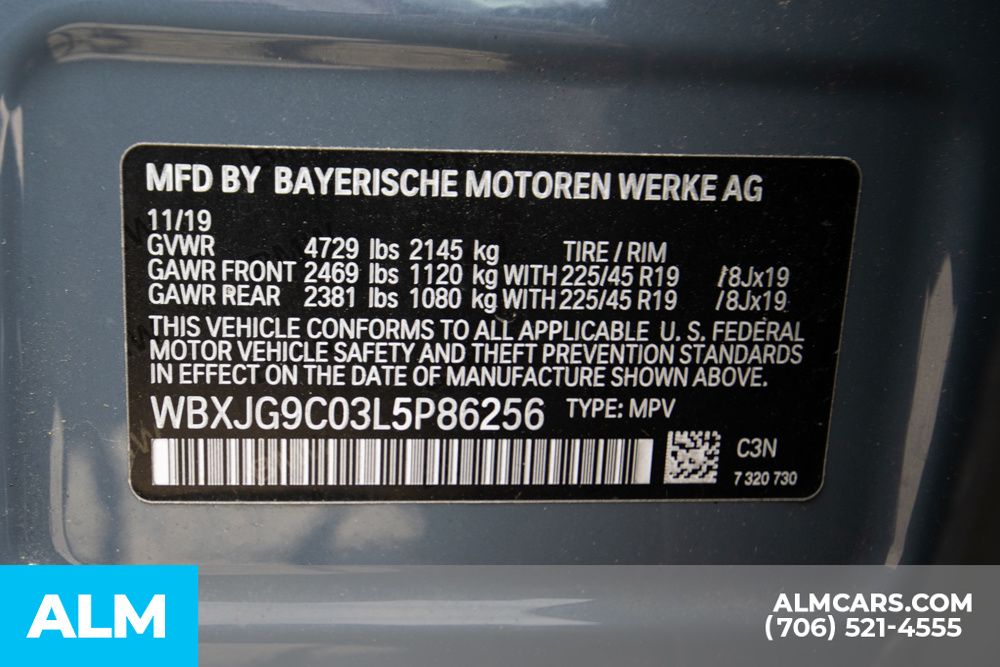 MFD BY BAYERISCHE MOTOREN WERKE AG
11/19
GVWR 4729 lbs 2145 kg TIRE / RIM
GAWR FRONT 2469 lbs 1120 kg WITH 225/45 R19 /8Jx19
GAWR REAR 2381 lbs 1080 kg WITH 225/45 R19 /8Jx19
THIS VEHICLE CONFORMS TO ALL APPLICABLE U. S. FEDERAL
MOTOR VEHICLE SAFETY AND THEFT PREVENTION STANDARDS
IN EFFECT ON THE DATE OF MANUFACTURE SHOWN ABOVE.
WBXJG9C03L5P86256 TYPE: MPV
C3N
7 320 730
ALM
ALMCARS.COM
(706) 521-4555